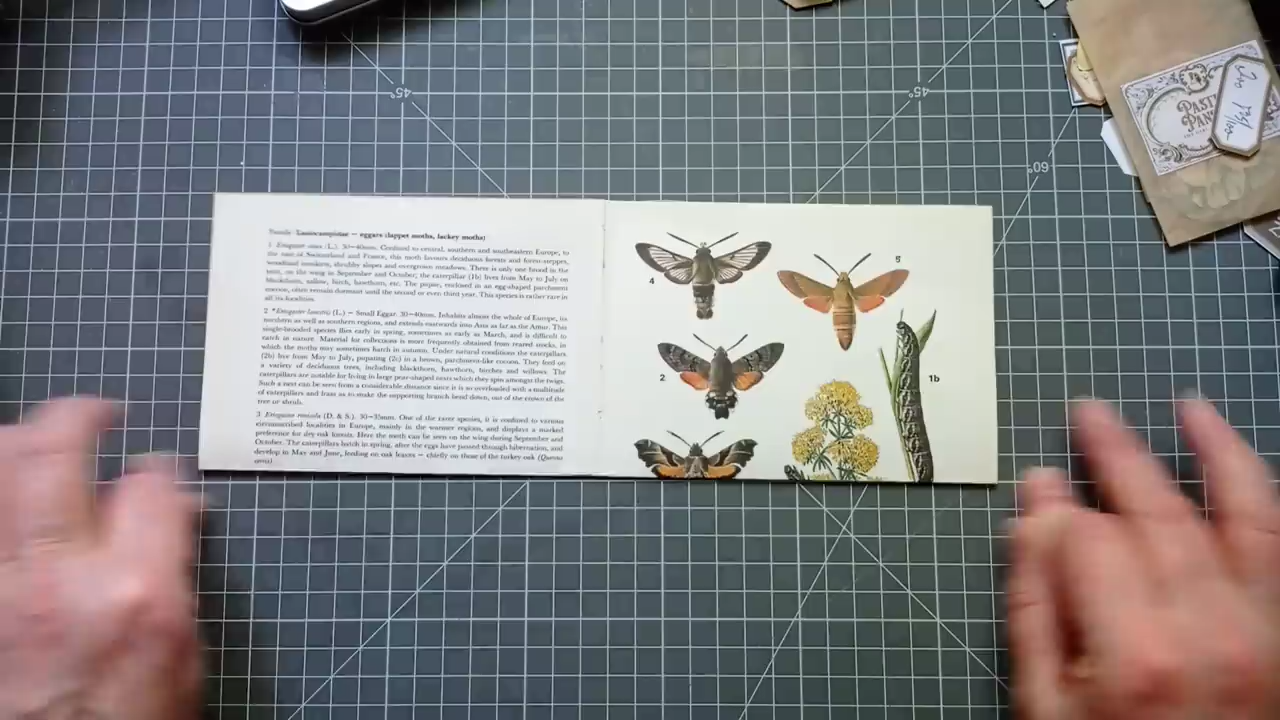 Family Lasiocampidae — eggars (lappet moths, lackey moths)
1 Eriogaster (L.) 30—40mm. Confined to central, southern and southeastern Europe, to
the east of Switzerland and France, this moth favours deciduous forests and forest-steppes,
woodland outskirts, shrubby slopes and overgrown meadows. There is only one brood in the
year, on the wing in September and October; the caterpillar (1b) lives from May to July on
blackthorn, sallow, birch, hawthorn, etc. The pupae, enclosed in an egg-shaped parchment
cocoon, often remain dormant until the second or even third year. This species is rather rare in
all its localities.
2 *Eriogaster lanestris (L.) — Small Eggar. 30—40mm. Inhabits almost the whole of Europe, its
northern as well as southern regions, and extends eastwards into Asia as far as the Amur. This
single-brooded species flies early in spring, sometimes as early as March, and is difficult to
catch in nature. Material for collections is more frequently obtained from reared stocks, in
which the moths may sometimes hatch in autumn. Under natural conditions the caterpillars
(2b) live from May to July, pupating (2c) in a brown, parchment-like cocoon. They feed on
a variety of deciduous trees, including blackthorn, hawthorn, birches and willows. The
caterpillars are notable for living in large pear-shaped nests which they spin amongst the twigs.
Such a nest can be seen from a considerable distance since it is so overloaded with a multitude
of caterpillars and frass as to make the supporting branch bend down, out of the crown of the
tree or shrub.
3 Eriogaster rimicola (D. & S.). 30—35mm. One of the rarer species, it is confined to various
circumscribed localities in Europe, mainly in the warmer regions, and displays a marked
preference for dry oak forests. Here the moth can be seen on the wing during September and
October. The caterpillars hatch in spring, after the eggs have passed through hibernation, and
develop in May and June, feeding on oak leaves — chiefly on those of the turkey oak (Quercus
cerris)
4
5
2
1b
45°
45°
60°